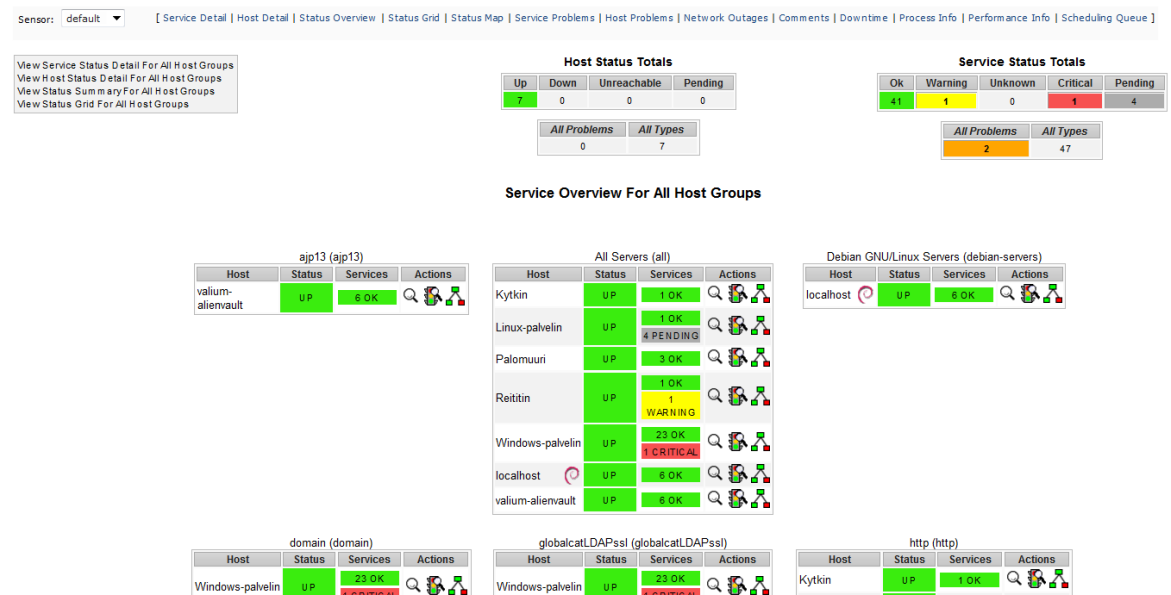 Sensor: default [ Service Detail | Host Detail | Status Overview | Status Grid | Status Map | Service Problems | Host Problems | Network Outages | Comments | Downtime | Process Info | Performance Info | Scheduling Queue ]
View Service Status Detail For All Host Groups
View Host Status Detail For All Host Groups
View Status Summary For All Host Groups
View Status Grid For All Host Groups
Host Status Totals
Up Down Unreachable Pending
7 0 0 0
All Problems All Types
0 7
Service Status Totals
Ok Warning Unknown Critical Pending
41 1 0 1 4
All Problems All Types
2 47
Service Overview For All Host Groups
ajp13 (ajp13)
Host Status Services Actions
valium-
alienvault UP 6 OK
All Servers (all)
Host Status Services Actions
Kytkin UP 1 OK
Linux-palvelin UP 1 OK
4 PENDING
Palomuuri UP 3 OK
Reititin UP 1 OK
1
WARNING
Windows-palvelin UP 23 OK
1 CRITICAL
localhost UP 6 OK
valium-alienvault UP 6 OK
Debian GNU/Linux Servers (debian-servers)
Host Status Services Actions
localhost UP 6 OK
domain (domain)
Host Status Services Actions
Windows-palvelin UP 23 OK
1 CRITICAL
globalcatLDAPssl (globalcatLDAPssl)
Host Status Services Actions
Windows-palvelin UP 23 OK
1 CRITICAL
http (http)
Host Status Services Actions
Kytkin UP 1 OK